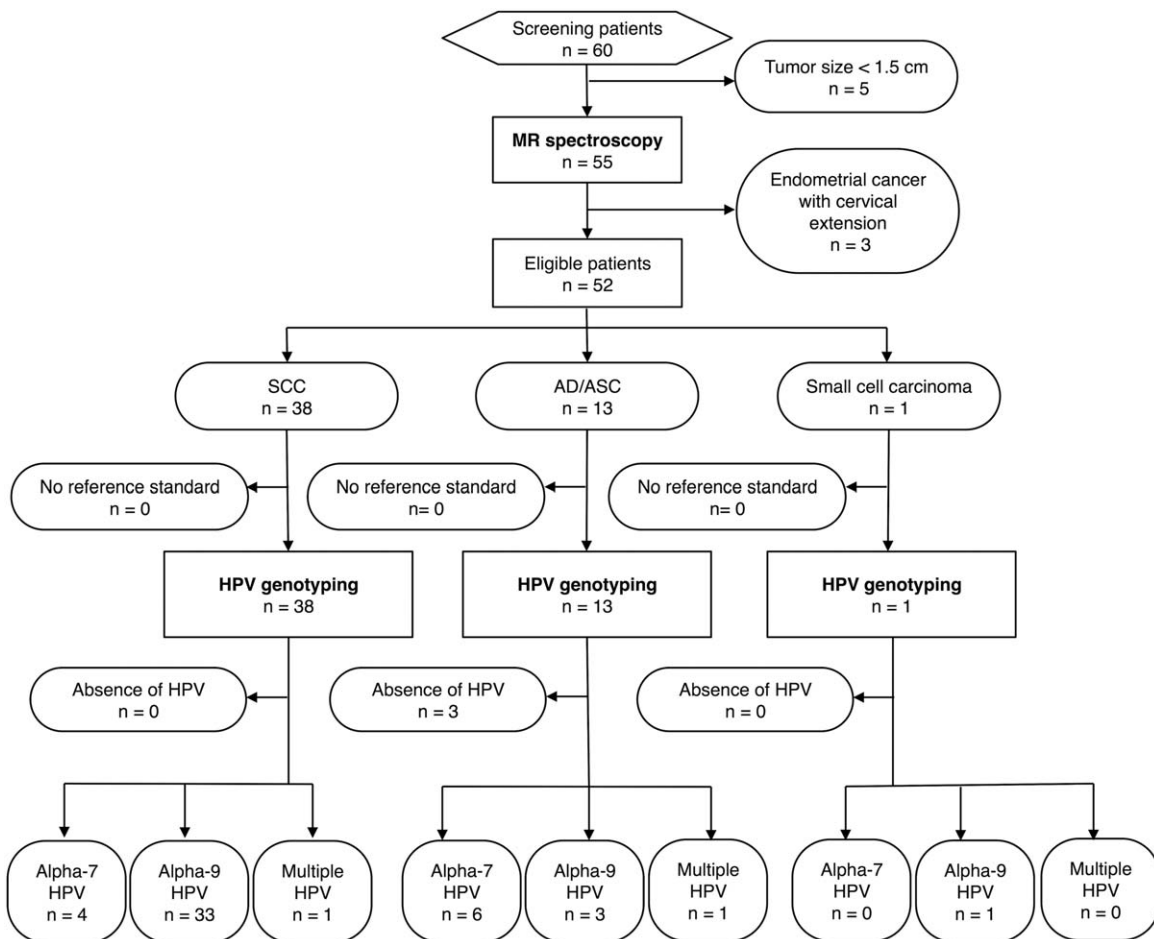 Screening patients
n = 60
Tumor size < 1.5 cm
n = 5
MR spectroscopy
n = 55
Endometrial cancer
with cervical
extension
n = 3
Eligible patients
n = 52
SCC
n = 38
AD/ASC
n = 13
Small cell carcinoma
n = 1
No reference standard
n = 0
No reference standard
n= 0
No reference standard
n= 0
HPV genotyping
n = 38
HPV genotyping
n = 13
HPV genotyping
n = 1
Absence of HPV
n = 0
Absence of HPV
n = 3
Absence of HPV
n = 0
Alpha-7
HPV
n = 4
Alpha-9
HPV
n = 33
Multiple
HPV
n = 1
Alpha-7
HPV
n = 6
Alpha-9
HPV
n = 3
Multiple
HPV
n = 1
Alpha-7
HPV
n = 0
Alpha-9
HPV
n = 1
Multiple
HPV
n = 0